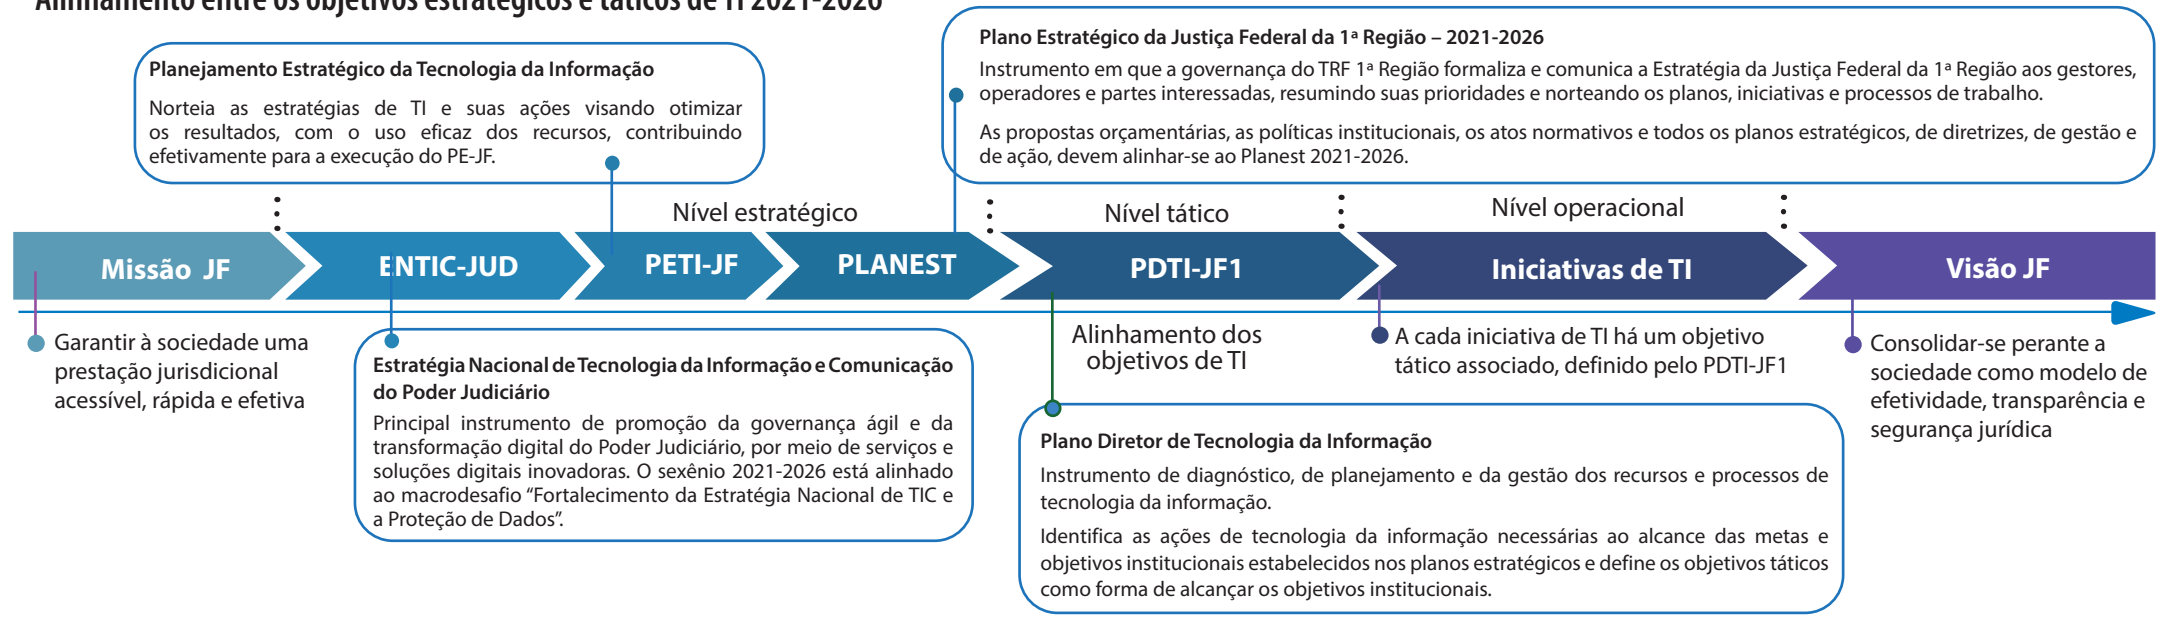 Alinhamento entre os objetivos estratégicos e táticos de TI 2021-2026
Planejamento Estratégico da Tecnologia da Informação
Norteia as estratégias de TI e suas ações visando otimizar
os resultados, com o uso eficaz dos recursos, contribuindo
efetivamente para a execução do PE-JF.
Plano Estratégico da Justiça Federal da 1ª Região – 2021-2026
Instrumento em que a governança do TRF 1ª Região formaliza e comunica a Estratégia da Justiça Federal da 1ª Região aos gestores,
operadores e partes interessadas, resumindo suas prioridades e norteando os planos, iniciativas e processos de trabalho.
As propostas orçamentárias, as políticas institucionais, os atos normativos e todos os planos estratégicos, de diretrizes, de gestão e
de ação, devem alinhar-se ao Planest 2021-2026.
Nível estratégico
Nível tático
Nível operacional
Missão JF
ENTIC-JUD
PETI-JF
PLANEST
PDTI-JF1
Iniciativas de TI
Visão JF
Garantir à sociedade uma
prestação jurisdicional
acessível, rápida e efetiva
Estratégia Nacional de Tecnologia da Informação e Comunicação
do Poder Judiciário
Principal instrumento de promoção da governança ágil e da
transformação digital do Poder Judiciário, por meio de serviços e
soluções digitais inovadoras. O sexênio 2021-2026 está alinhado
ao macrodesafio “Fortalecimento da Estratégia Nacional de TIC e
a Proteção de Dados”.
Alinhamento dos
objetivos de TI
Plano Diretor de Tecnologia da Informação
Instrumento de diagnóstico, de planejamento e da gestão dos recursos e processos de
tecnologia da informação.
Identifica as ações de tecnologia da informação necessárias ao alcance das metas e
objetivos institucionais estabelecidos nos planos estratégicos e define os objetivos táticos
como forma de alcançar os objetivos institucionais.
A cada iniciativa de TI há um objetivo
tático associado, definido pelo PDTI-JF1
Consolidar-se perante a
sociedade como modelo de
efetividade, transparência e
segurança jurídica